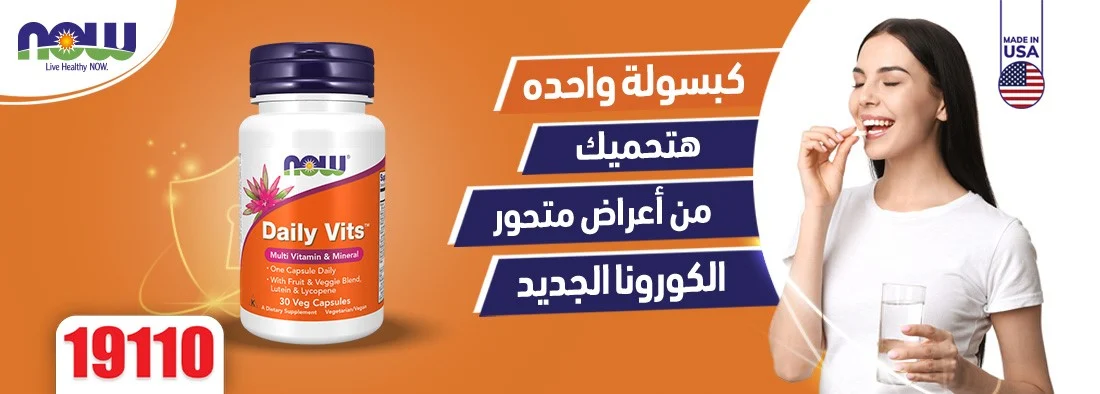 NOW
Live Healthy NOW.
MADE IN
USA
كبسولة واحده
هتحميك
من أعراض متحور
الكورونا الجديد
NOW®
Daily Vits™
Multi Vitamin & Mineral
• One Capsule Daily
• With Fruit & Veggie Blend,
Lutein & Lycopene
30 Veg Capsules
A Dietary Supplement Vegetarian/Vegan
19110